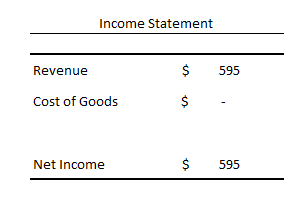 Income Statement
Revenue $ 595
Cost of Goods $ -
Net Income $ 595